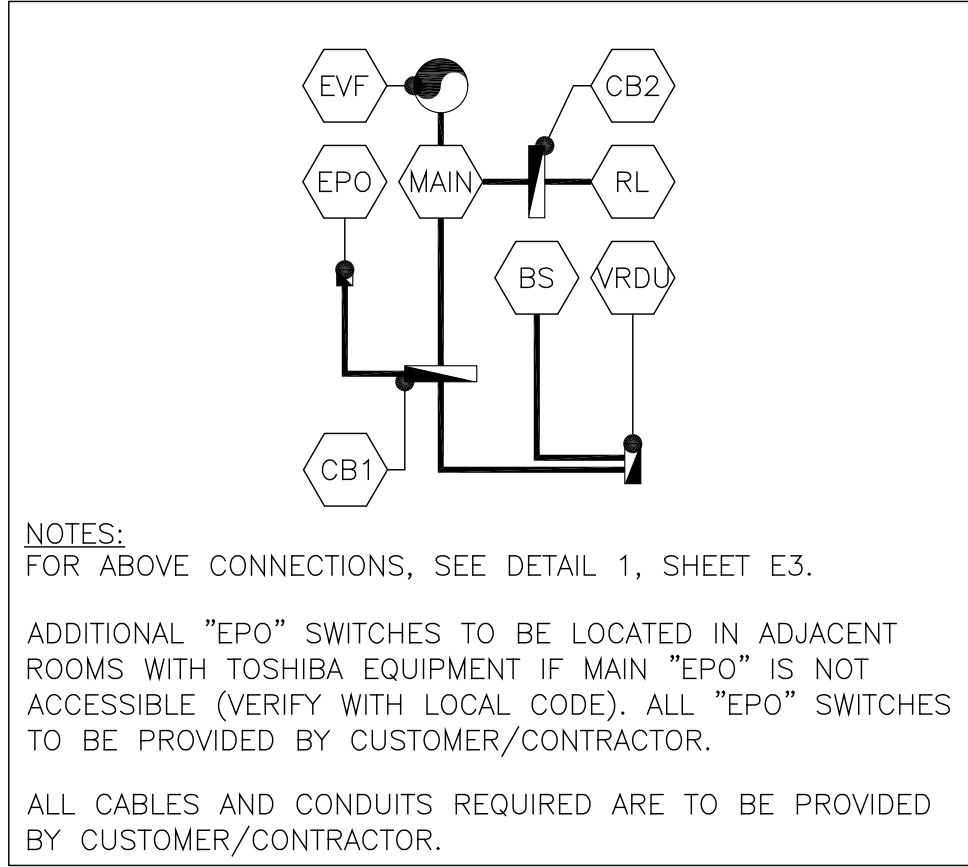 EVF
CB2
EPO
MAIN
RL
BS
VRDU
CB1
NOTES:
FOR ABOVE CONNECTIONS, SEE DETAIL 1, SHEET E3.
ADDITIONAL "EPO" SWITCHES TO BE LOCATED IN ADJACENT
ROOMS WITH TOSHIBA EQUIPMENT IF MAIN "EPO" IS NOT
ACCESSIBLE (VERIFY WITH LOCAL CODE). ALL "EPO" SWITCHES
TO BE PROVIDED BY CUSTOMER/CONTRACTOR.
ALL CABLES AND CONDUITS REQUIRED ARE TO BE PROVIDED
BY CUSTOMER/CONTRACTOR.